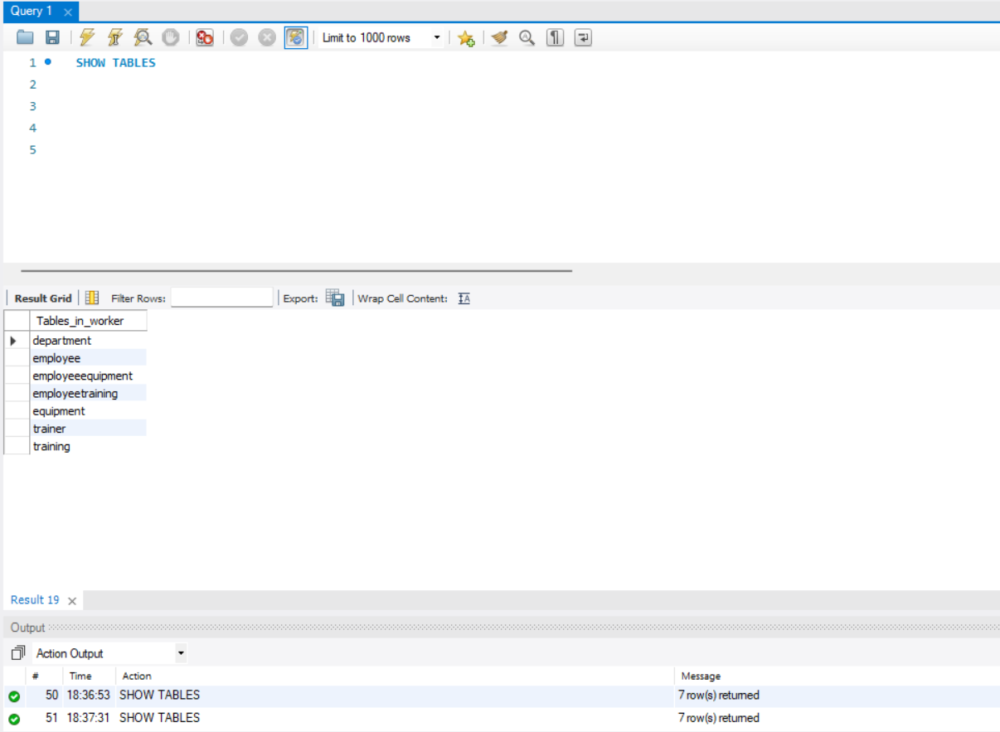 Query 1
Limit to 1000 rows
1 SHOW TABLES
2
3
4
5
Result Grid Filter Rows: Export: Wrap Cell Content: IA
Tables_in_worker
department
employee
employeeequipment
employeetraining
equipment
trainer
training
Result 19
Output
Action Output
# Time Action Message
50 18:36:53 SHOW TABLES 7 row(s) returned
51 18:37:31 SHOW TABLES 7 row(s) returned